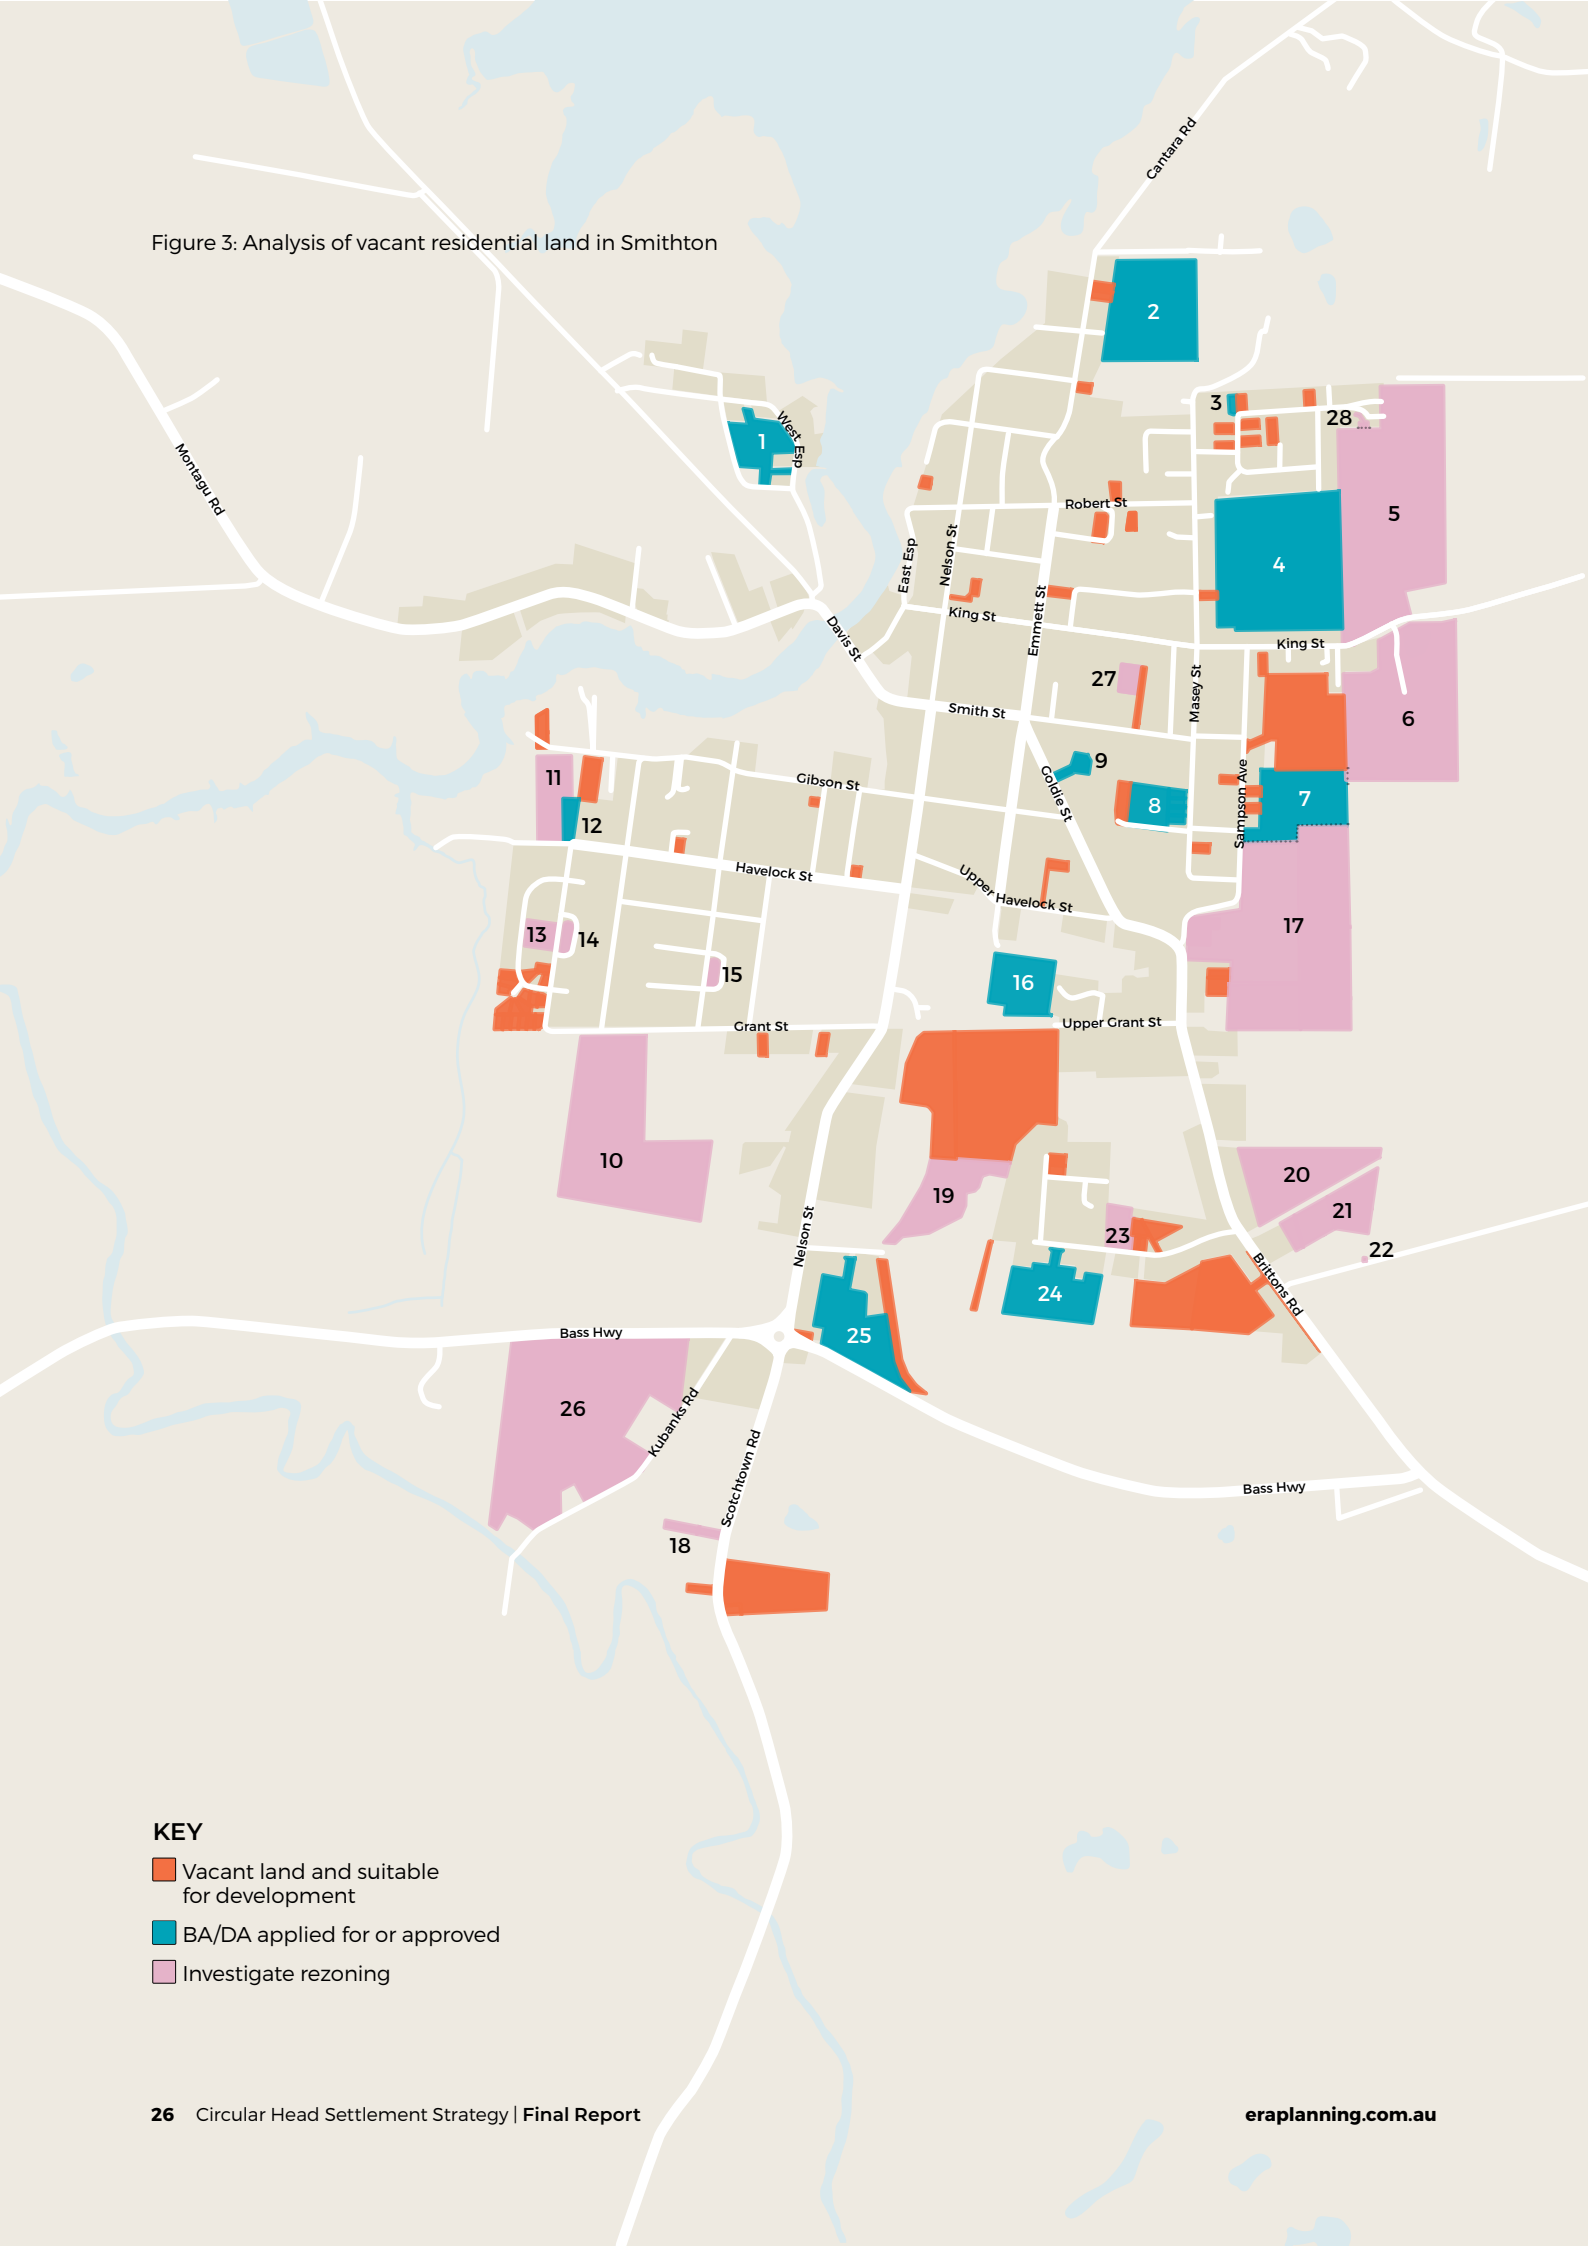 Cantara Rd
Figure 3: Analysis of vacant residential land in Smithton
2
3
28
West Esp
1
Montagu Rd
Robert St
5
Nelson St
East Esp
4
Emmett St
King St
Davis St
King St
27
Masey St
Smith St
6
9
11
Goldie St
Gibson St
Sampson Ave
7
8
12
Havelock St
Upper Havelock St
17
13
14
15
16
Grant St
Upper Grant St
10
20
19
21
Nelson St
23
22
Brittons Rd
24
Bass Hwy
25
26
Kubanks Rd
Scotchtown Rd
Bass Hwy
18
KEY
Vacant land and suitable
for development
BA/DA applied for or approved
Investigate rezoning
26 Circular Head Settlement Strategy | Final Report
eraplanning.com.au